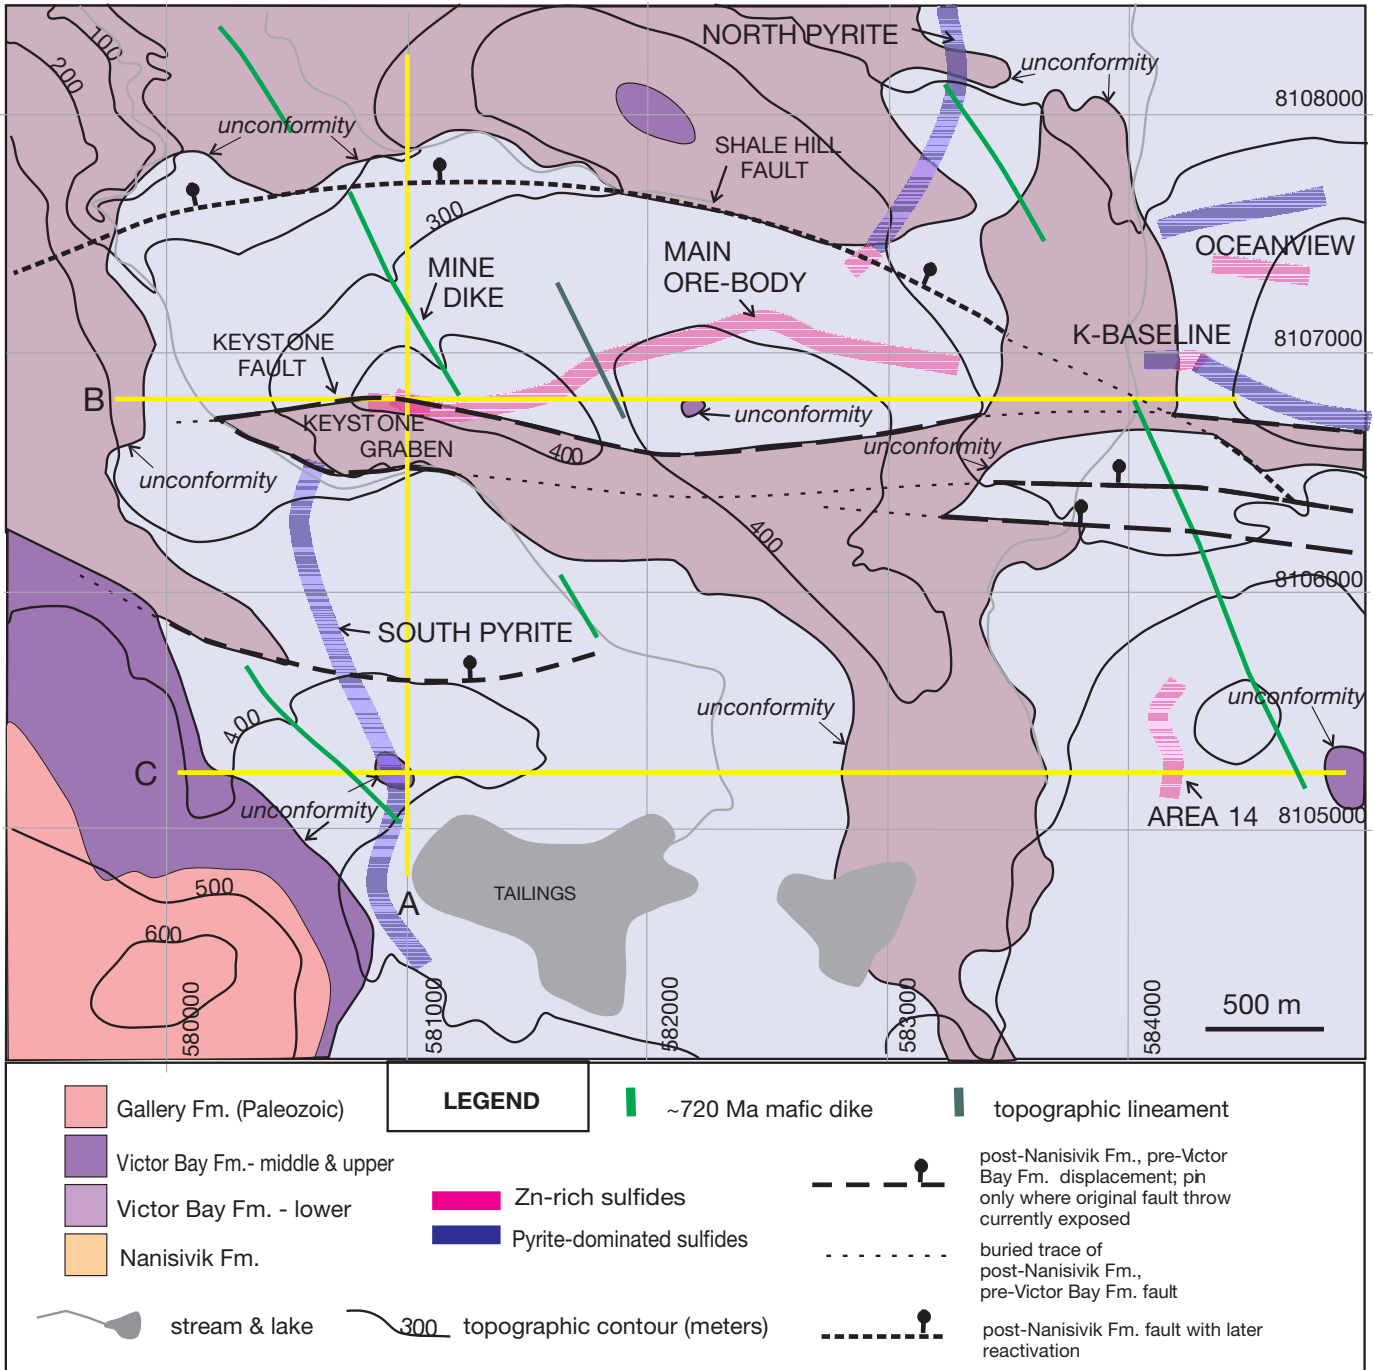 NORTH PYRITE
unconformity
100
200
8108000
unconformity
SHALE HILL
FAULT
300
MAIN
ORE-BODY
OCEANVIEW
MINE
DIKE
KEYSTONE
FAULT
K-BASELINE
8107000
B
unconformity
KEYSTONE
GRABEN
400
unconformity
unconformity
400
8106000
SOUTH PYRITE
unconformity
unconformity
400
C
unconformity
AREA 14
8105000
500
TAILINGS
A
600
580000
581000
582000
583000
584000
500 m
LEGEND
Gallery Fm. (Paleozoic)
~720 Ma mafic dike
topographic lineament
Victor Bay Fm.- middle & upper
Victor Bay Fm. - lower
Nanisivik Fm.
Zn-rich sulfides
Pyrite-dominated sulfides
post-Nanisivik Fm., pre-Victor
Bay Fm. displacement; pin
only where original fault throw
currently exposed
buried trace of
post-Nanisivik Fm.,
pre-Victor Bay Fm. fault
stream & lake
300
topographic contour (meters)
post-Nanisivik Fm. fault with later
reactivation